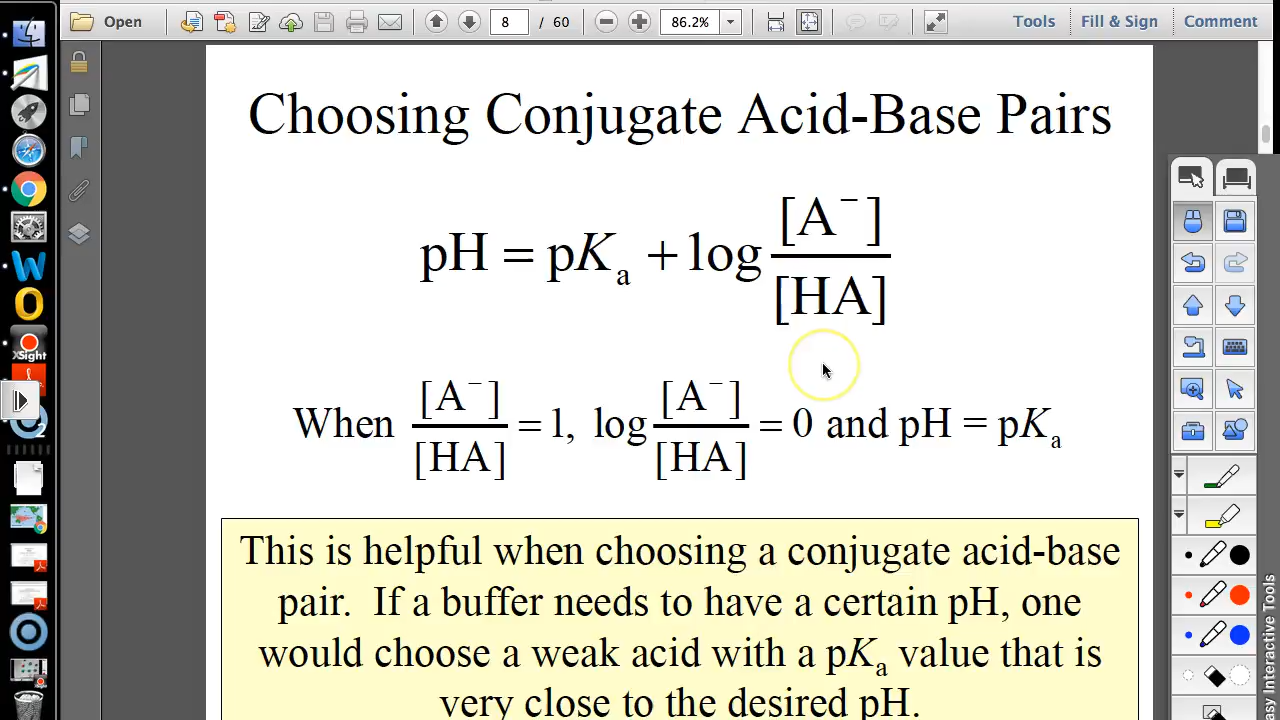 Open 8 / 60 86.2% Tools Fill & Sign Comment
Choosing Conjugate Acid-Base Pairs
pH = pKₐ + log [A⁻] / [HA]
When [A⁻] / [HA] = 1, log [A⁻] / [HA] = 0 and pH = pKₐ
This is helpful when choosing a conjugate acid-base
pair. If a buffer needs to have a certain pH, one
would choose a weak acid with a pKₐ value that is
very close to the desired pH.
W
O
XSight
2